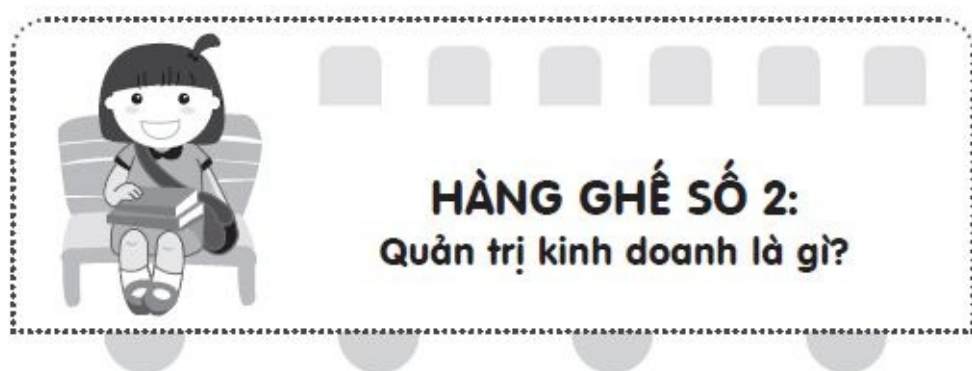 HÀNG GHẾ SỐ 2:
Quản trị kinh doanh là gì?